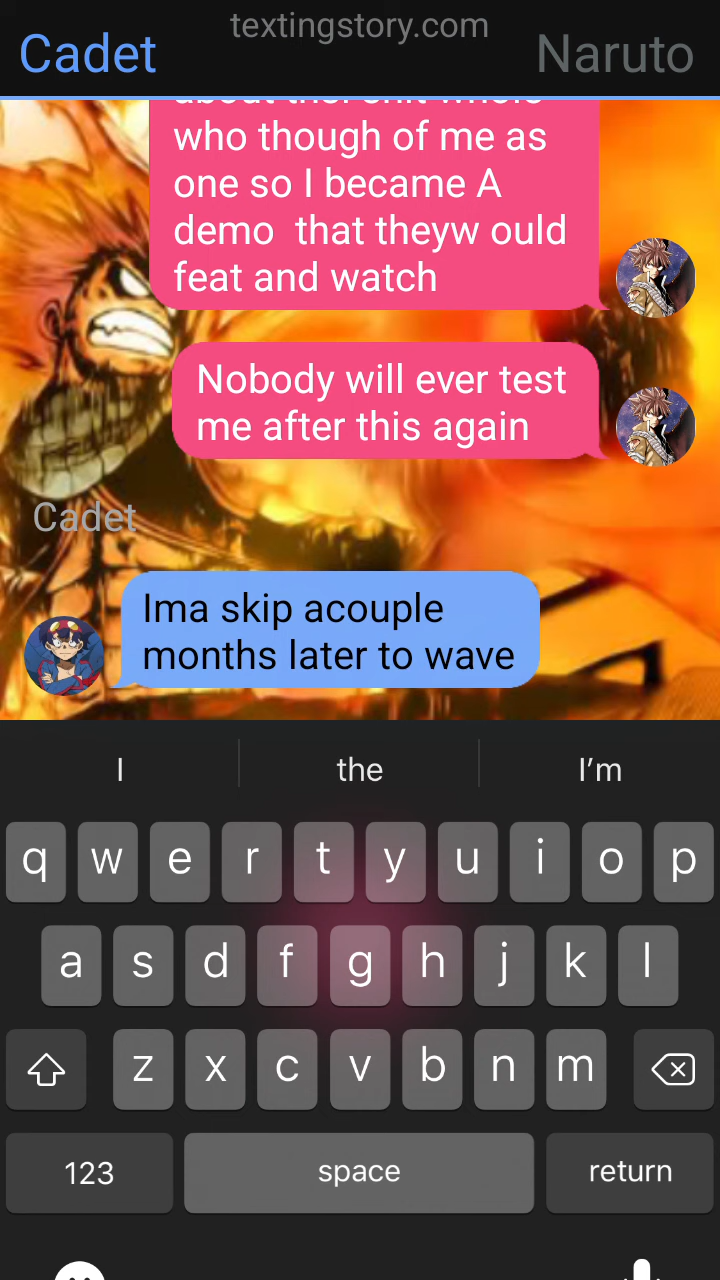 textingstory.com
Cadet
Naruto
who though of me as
one so I became A
demo  that theyw ould
feat and watch
Nobody will ever test
me after this again
Cadet
Ima skip acouple
months later to wave
I
the
I'm
q w e r t y u i o p
a s d f g h j k l
z x c v b n m
123
space
return